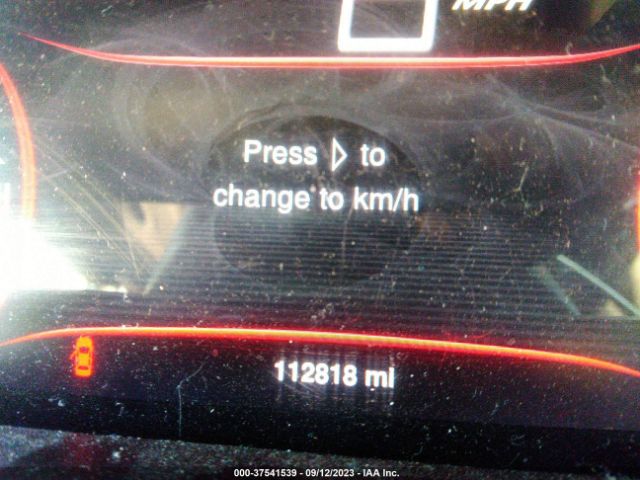 MPH
Press ▷ to
change to km/h
112818 mi
000-37541539 - 09/12/2023 - IAA Inc.